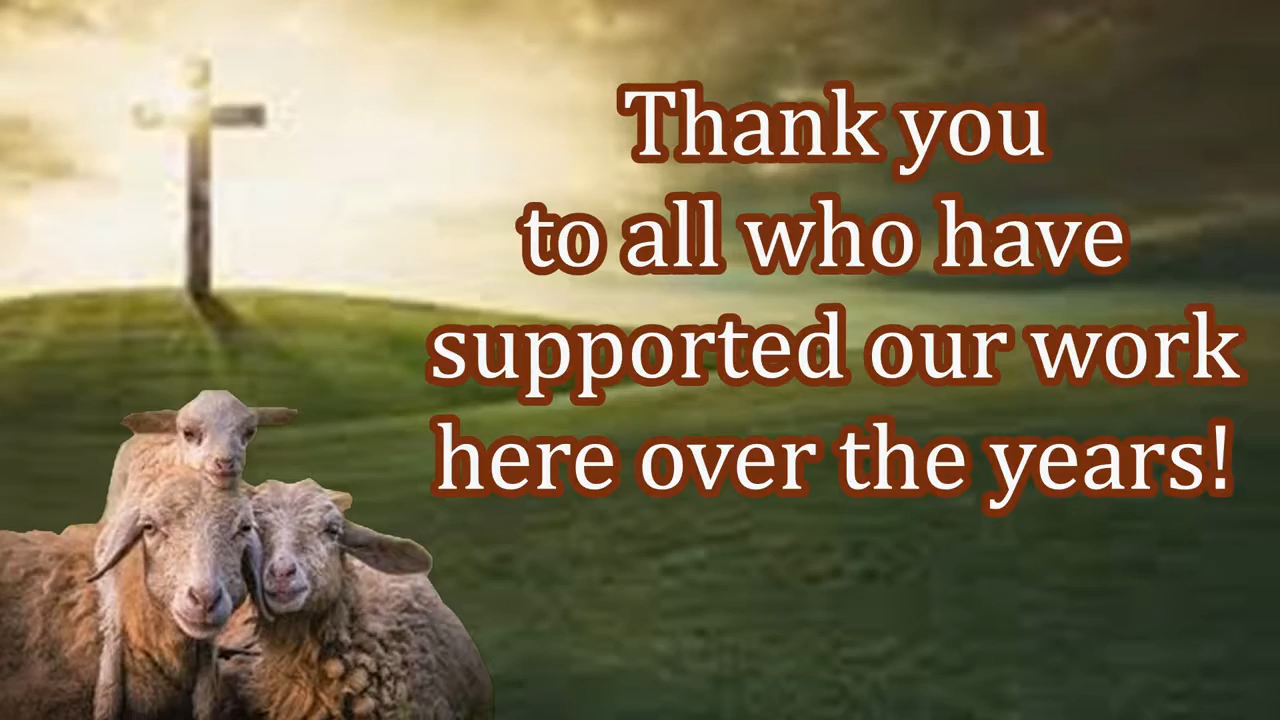 Thank you
to all who have
supported our work
here over the years!